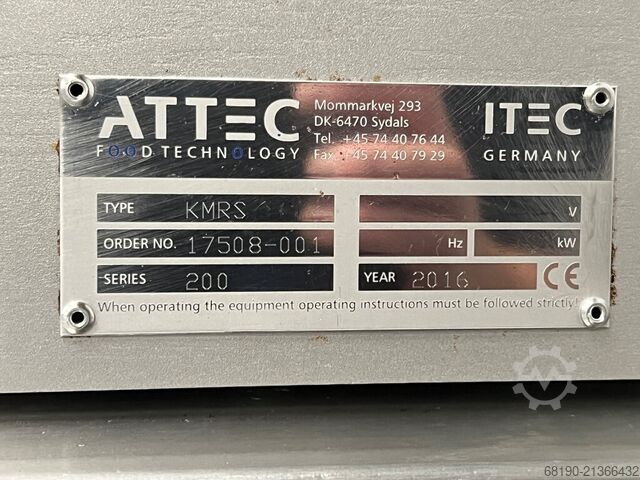 ATTEC
FOOD TECHNOLOGY
Mommarkvej 293
DK-6470 Sydals
Tel. +45 74 40 76 44
Fax. +45 74 40 79 29
ITEC
GERMANY
TYPE KMRS V
ORDER NO. 17508-001 Hz kW
SERIES 200 YEAR 2016 CE
When operating the equipment operating instructions must be followed strictly!
68190-21366432